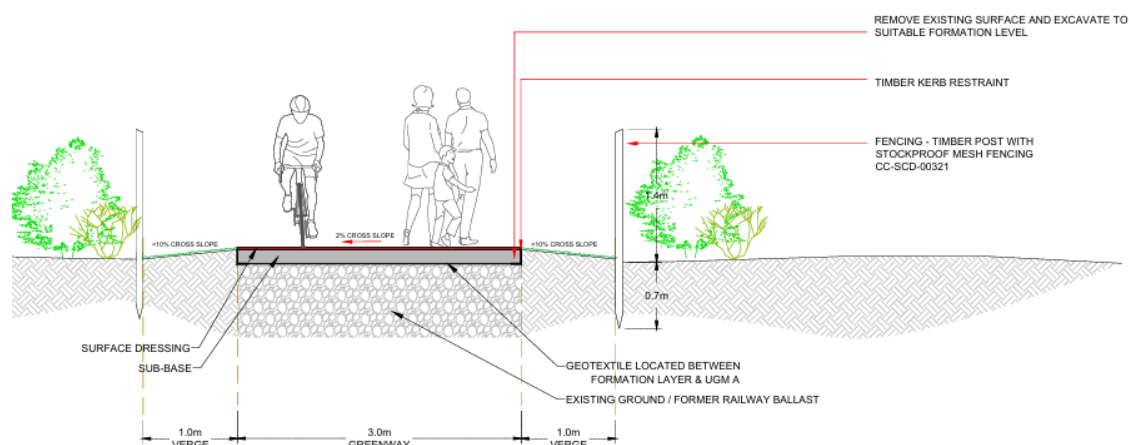 REMOVE EXISTING SURFACE AND EXCAVATE TO
SUITABLE FORMATION LEVEL
TIMBER KERB RESTRAINT
FENCING - TIMBER POST WITH
STOCKPROOF MESH FENCING
CC-SCD-00321
1.4m
<10% CROSS SLOPE
2% CROSS SLOPE
<10% CROSS SLOPE
0.7m
SURFACE DRESSING
SUB-BASE
GEOTEXTILE LOCATED BETWEEN
FORMATION LAYER & UGM A
EXISTING GROUND / FORMER RAILWAY BALLAST
1.0m
VERGE
3.0m
GREENWAY
1.0m
VERGE